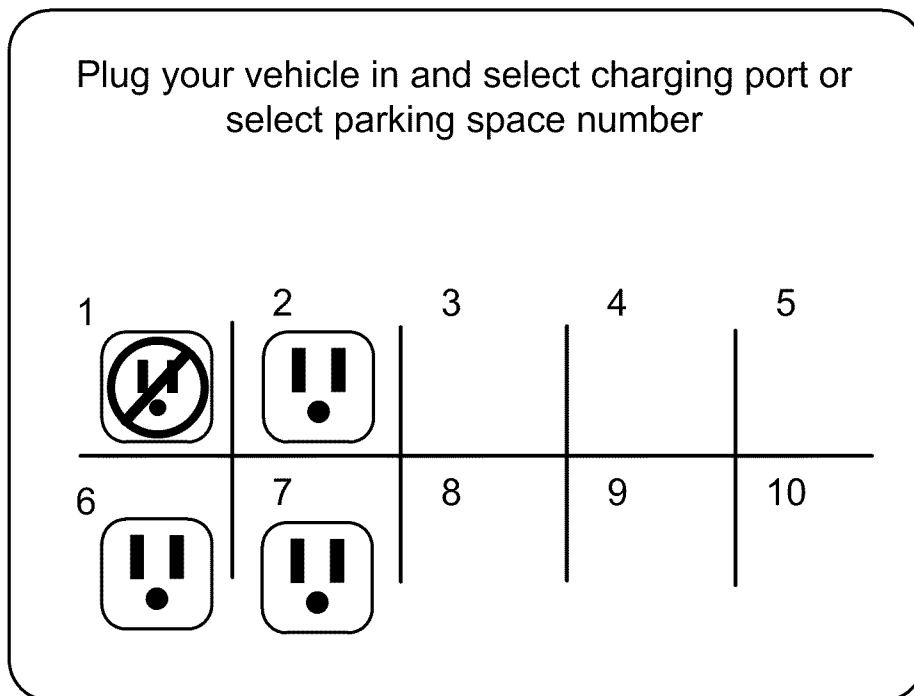 Plug your vehicle in and select charging port or
select parking space number
1 2 3 4 5
6 7 8 9 10